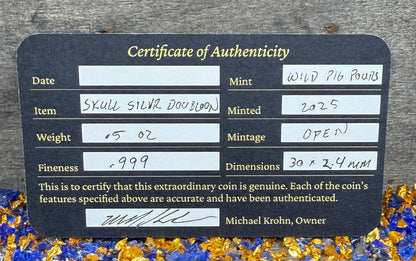 Certificate of Authenticity
Date Mint WILD PIG POURS
Item SKULL SILVR DOUBLOON Minted 2025
Weight .5 OZ Mintage OPEN
Fineness .999 Dimensions 30 x 2.4 mm
This is to certify that this extraordinary coin is genuine. Each of the coin's
features specified above are accurate and have been authenticated.
Michael Krohn, Owner